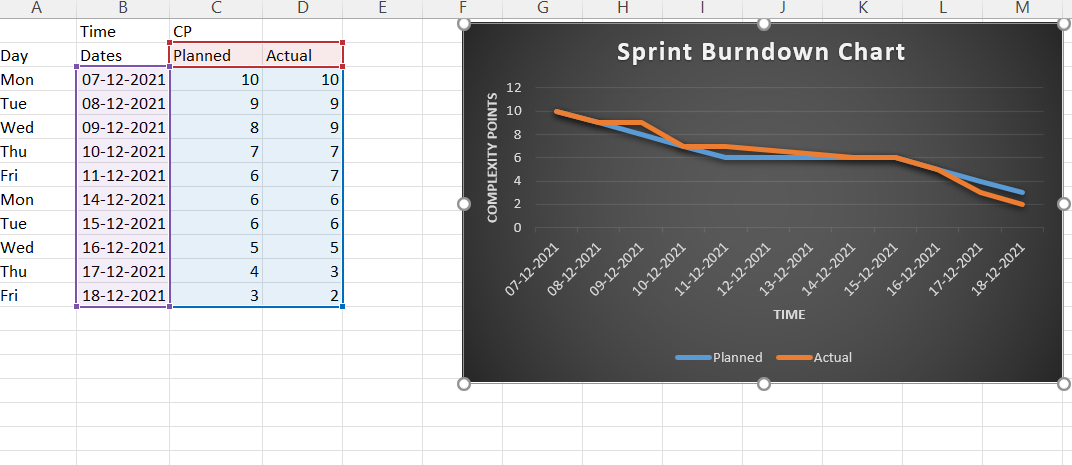 A B C D E F G H I J K L M
Time CP
Day Dates Planned Actual
Mon 07-12-2021 10 10
Tue 08-12-2021 9 9
Wed 09-12-2021 8 9
Thu 10-12-2021 7 7
Fri 11-12-2021 6 7
Mon 14-12-2021 6 6
Tue 15-12-2021 6 6
Wed 16-12-2021 5 5
Thu 17-12-2021 4 3
Fri 18-12-2021 3 2
Sprint Burndown Chart
COMPLEXITY POINTS
12
10
8
6
4
2
0
07-12-2021 08-12-2021 09-12-2021 10-12-2021 11-12-2021 12-12-2021 13-12-2021 14-12-2021 15-12-2021 16-12-2021 17-12-2021 18-12-2021
TIME
Planned Actual